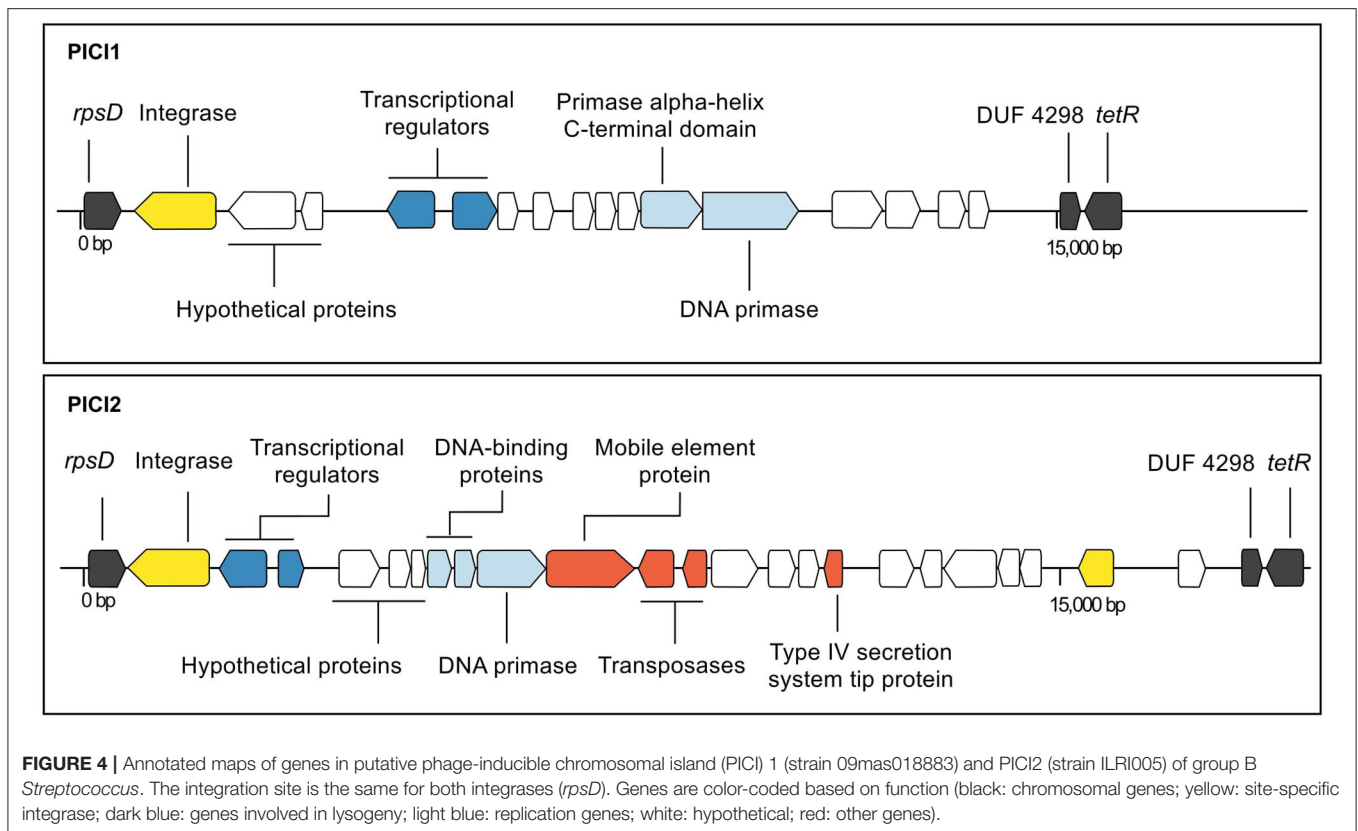 PICI1
rpsD
Integrase
Transcriptional
regulators
Primase alpha-helix
C-terminal domain
DUF 4298
tetR
0 bp
15,000 bp
Hypothetical proteins
DNA primase
PICI2
rpsD
Integrase
Transcriptional
regulators
DNA-binding
proteins
Mobile element
protein
DUF 4298
tetR
0 bp
15,000 bp
Hypothetical proteins
DNA primase
Transposases
Type IV secretion
system tip protein
FIGURE 4 | Annotated maps of genes in putative phage-inducible chromosomal island (PICI) 1 (strain 09mas018883) and PICI2 (strain ILRI005) of group B
Streptococcus. The integration site is the same for both integrases (rpsD). Genes are color-coded based on function (black: chromosomal genes; yellow: site-specific
integrase; dark blue: genes involved in lysogeny; light blue: replication genes; white: hypothetical; red: other genes).